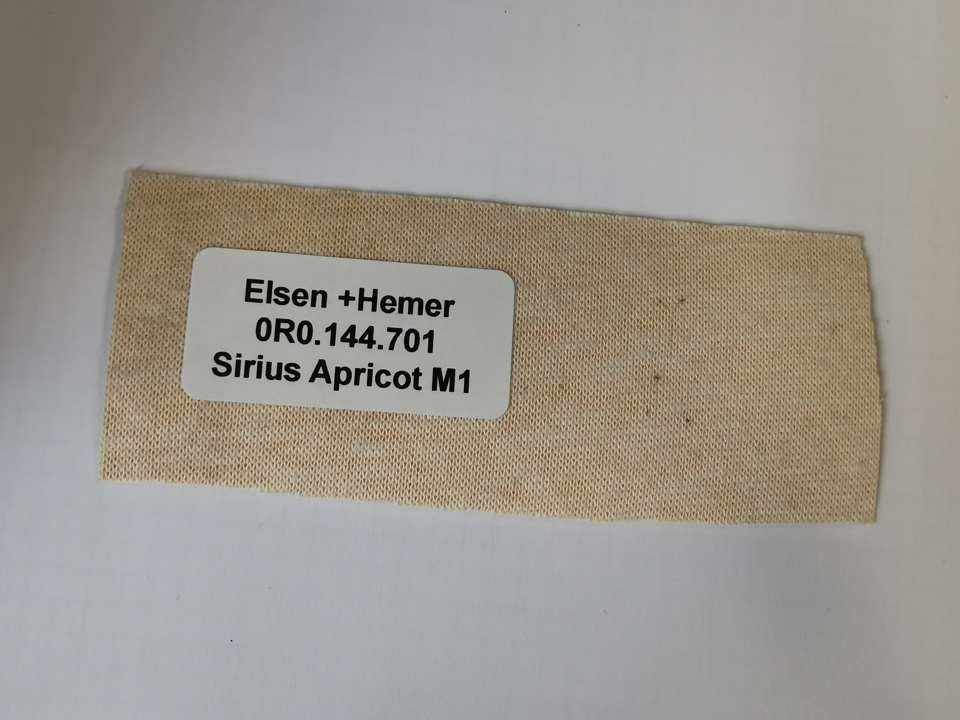 Elsen +Hemer
0R0.144.701
Sirius Apricot M1